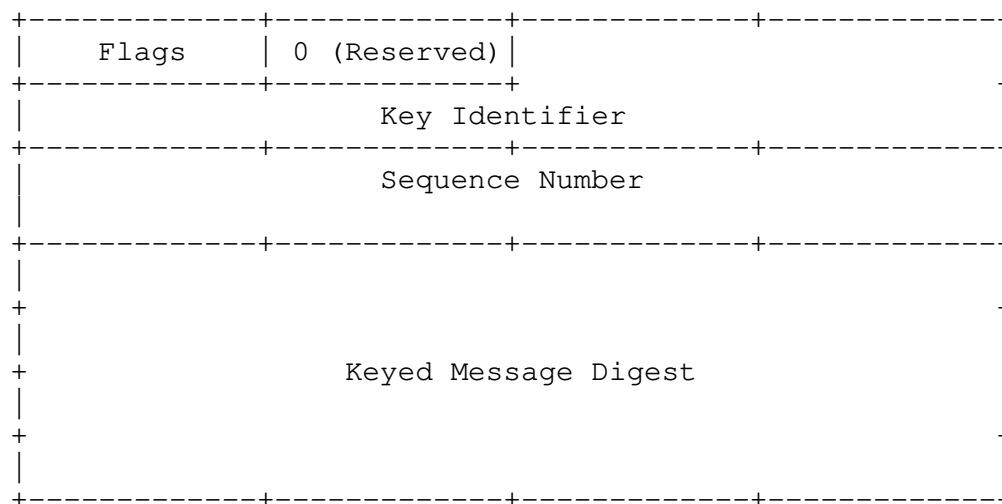 Flags 0 (Reserved)
Key Identifier
Sequence Number
Keyed Message Digest